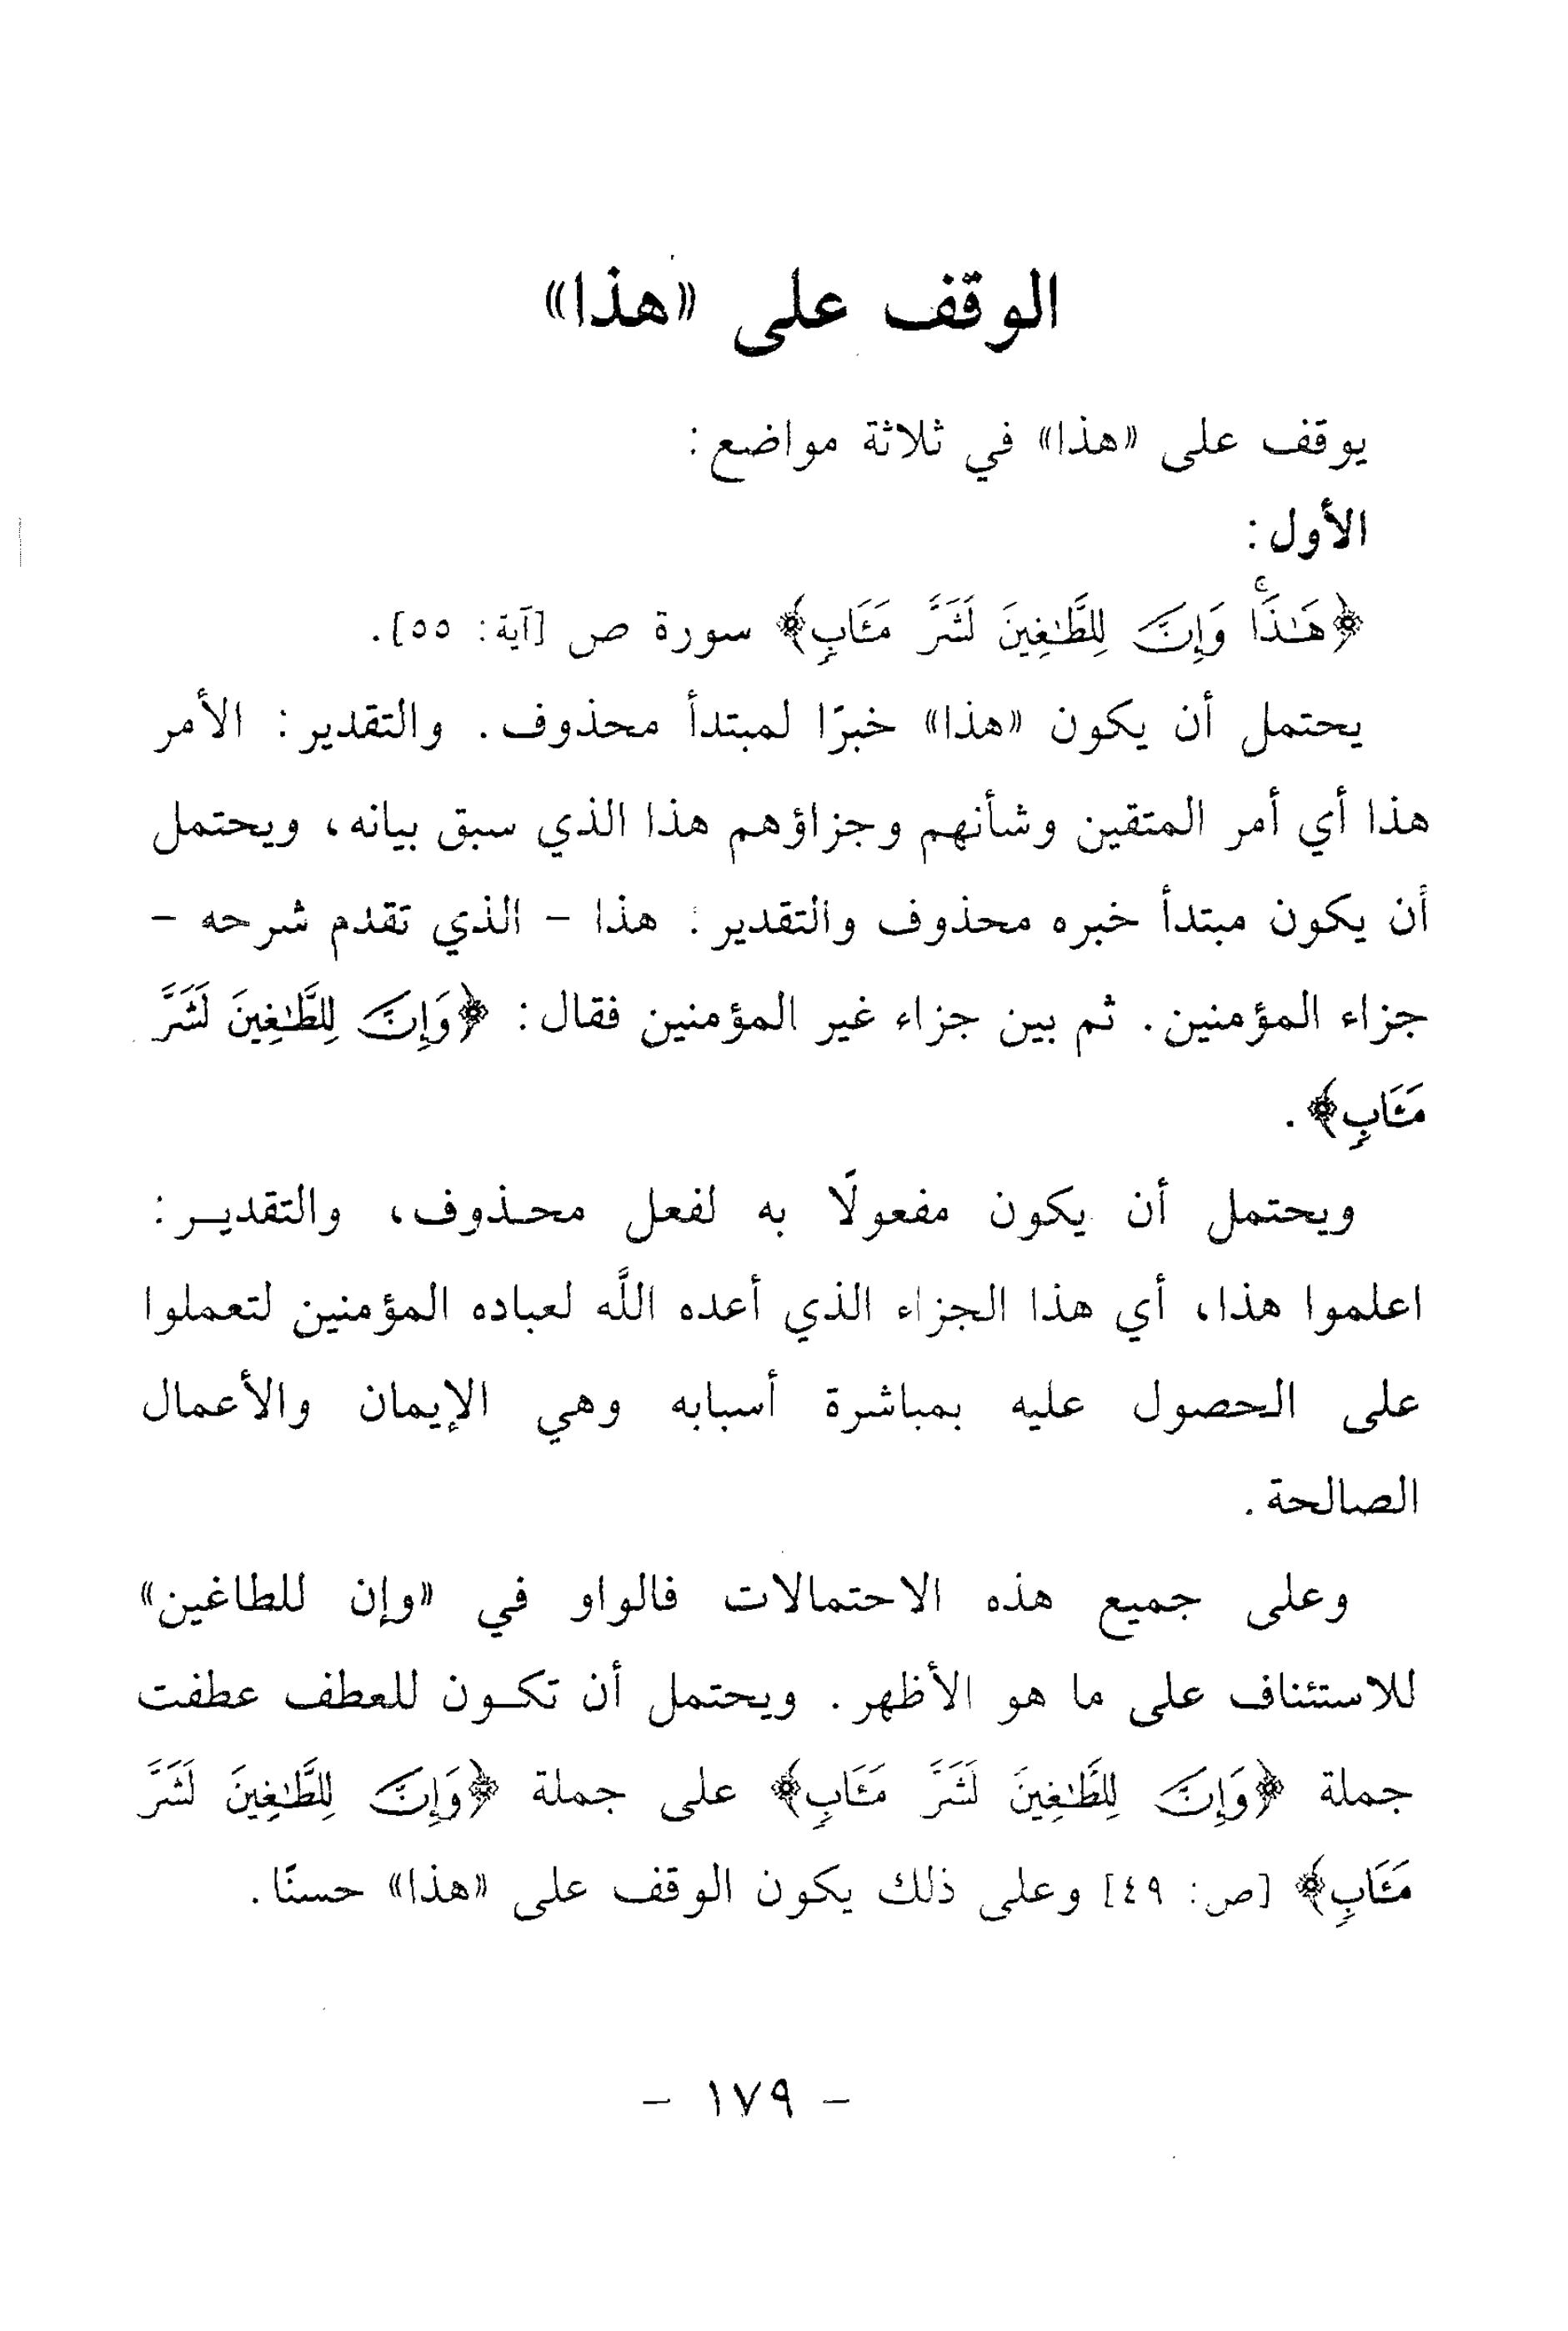 الوقف على «هذا»
يوقف على «هذا» في ثلاثة مواضع:
الأول:
﴿هَـٰذَاۚ وَإِنَّ لِلطَّـٰغِينَ لَشَرَّ مَـَٔابٍ﴾ سورة ص [آية: ٥٥].
يحتمل أن يكون «هذا» خبرًا لمبتدأ محذوف. والتقدير: الأمر
هذا أي أمر المتقين وشأنهم وجزاؤهم هذا الذي سبق بيانه، ويحتمل
أن يكون مبتدأ خبره محذوف والتقدير: هذا - الذي تقدم شرحه -
جزاء المؤمنين. ثم بين جزاء غير المؤمنين فقال: ﴿وَإِنَّ لِلطَّـٰغِينَ لَشَرَّ
مَـَٔابٍ﴾.
ويحتمل أن يكون مفعولًا به لفعل محـذوف، والتقديـر:
اعلموا هذا، أي هذا الجزاء الذي أعده اللَّه لعباده المؤمنين لتعملوا
على الحصول عليه بمباشرة أسبابه وهي الإيمان والأعمال
الصالحة.
وعلى جميع هذه الاحتمالات فالواو في «وإن للطاغين»
للاستئناف على ما هو الأظهر. ويحتمل أن تكـون للعطف عطفت
جملة ﴿وَإِنَّ لِلطَّـٰغِينَ لَشَرَّ مَـَٔابٍ﴾ على جملة ﴿وَإِنَّ لِلطَّـٰغِينَ لَشَرَّ
مَـَٔابٍ﴾ [ص: ٤٩] وعلى ذلك يكون الوقف على «هذا» حسنًا.
- ١٧٩ -